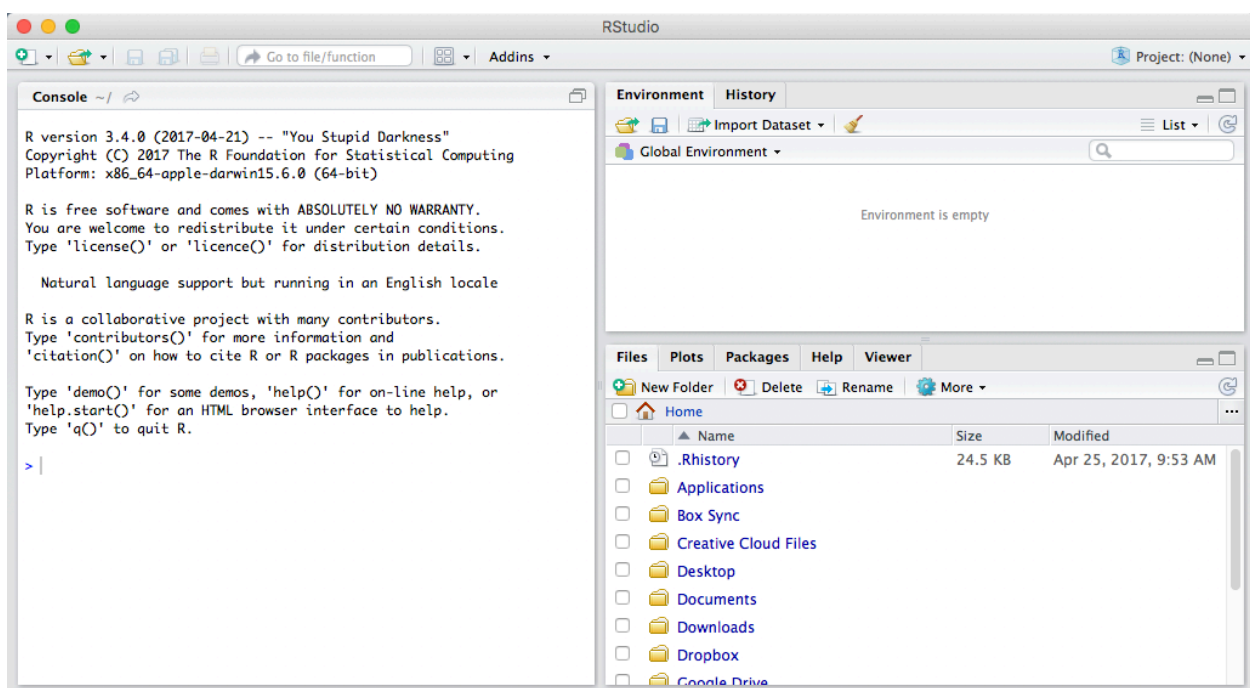 RStudio
Go to file/function
Addins
Project: (None)
Console ~/
R version 3.4.0 (2017-04-21) -- "You Stupid Darkness"
Copyright (C) 2017 The R Foundation for Statistical Computing
Platform: x86_64-apple-darwin15.6.0 (64-bit)
R is free software and comes with ABSOLUTELY NO WARRANTY.
You are welcome to redistribute it under certain conditions.
Type 'license()' or 'licence()' for distribution details.
Natural language support but running in an English locale
R is a collaborative project with many contributors.
Type 'contributors()' for more information and
'citation()' on how to cite R or R packages in publications.
Type 'demo()' for some demos, 'help()' for on-line help, or
'help.start()' for an HTML browser interface to help.
Type 'q()' to quit R.
>
Environment History
Import Dataset List
Global Environment
Environment is empty
Files Plots Packages Help Viewer
New Folder Delete Rename More
Home ...
Name Size Modified
.Rhistory 24.5 KB Apr 25, 2017, 9:53 AM
Applications
Box Sync
Creative Cloud Files
Desktop
Documents
Downloads
Dropbox
Google Drive